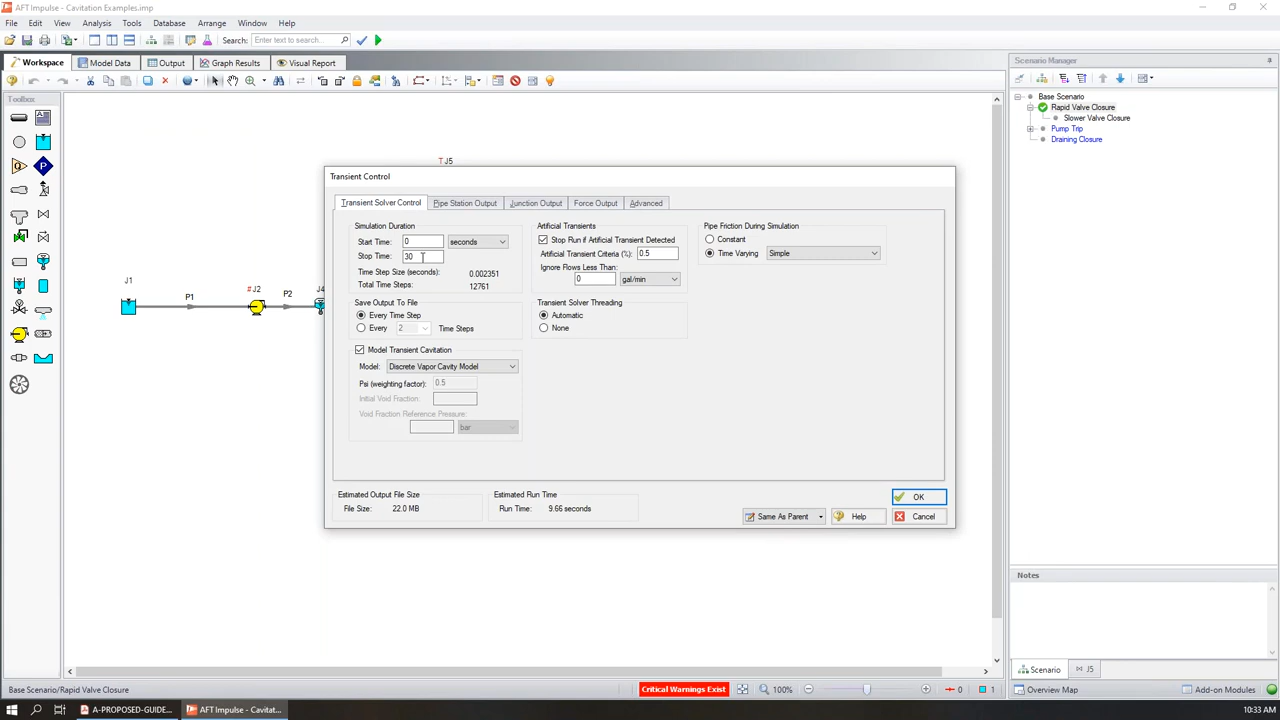 AFT Impulse - Cavitation Examples.imp
File Edit View Analysis Tools Database Arrange Window Help
Search: Enter text to search
Workspace Model Data Output Graph Results Visual Report
Toolbox
T J5
J1
P1
# J2
P2
J4
Transient Control
Transient Solver Control Pipe Station Output Junction Output Force Output Advanced
Simulation Duration
Start Time: 0 seconds
Stop Time: 30
Time Step Size (seconds): 0.002351
Total Time Steps: 12761
Save Output To File
Every Time Step
Every 2 Time Steps
Model Transient Cavitation
Model: Discrete Vapor Cavity Model
Psi (weighting factor): 0.5
Initial Void Fraction:
Void Fraction Reference Pressure:
bar
Artificial Transients
Stop Run if Artificial Transient Detected
Artificial Transient Criteria (%): 0.5
Ignore Rows Less Than:
0 gal/min
Transient Solver Threading
Automatic
None
Pipe Friction During Simulation
Constant
Time Varying Simple
Estimated Output File Size
File Size: 22.0 MB
Estimated Run Time
Run Time: 9.66 seconds
OK
Same As Parent Help Cancel
Scenario Manager
Base Scenario
Rapid Valve Closure
Slower Valve Closure
Pump Trip
Draining Closure
Notes
Scenario J5
Base Scenario/Rapid Valve Closure Critical Warnings Exist 100% 0 1 Overview Map Add-on Modules
A-PROPOSED-GUIDE... AFT Impulse - Cavitat... 10:33 AM